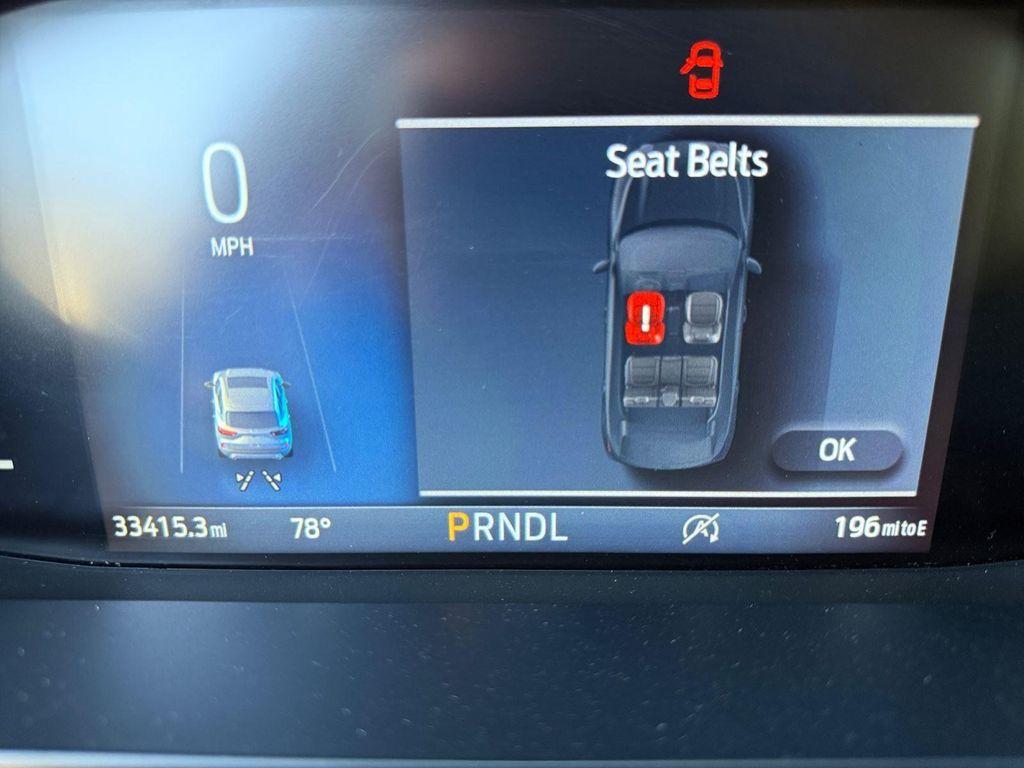 Seat Belts
0
MPH
OK
33415.3 mi 78° PRNDL 196 mi to E